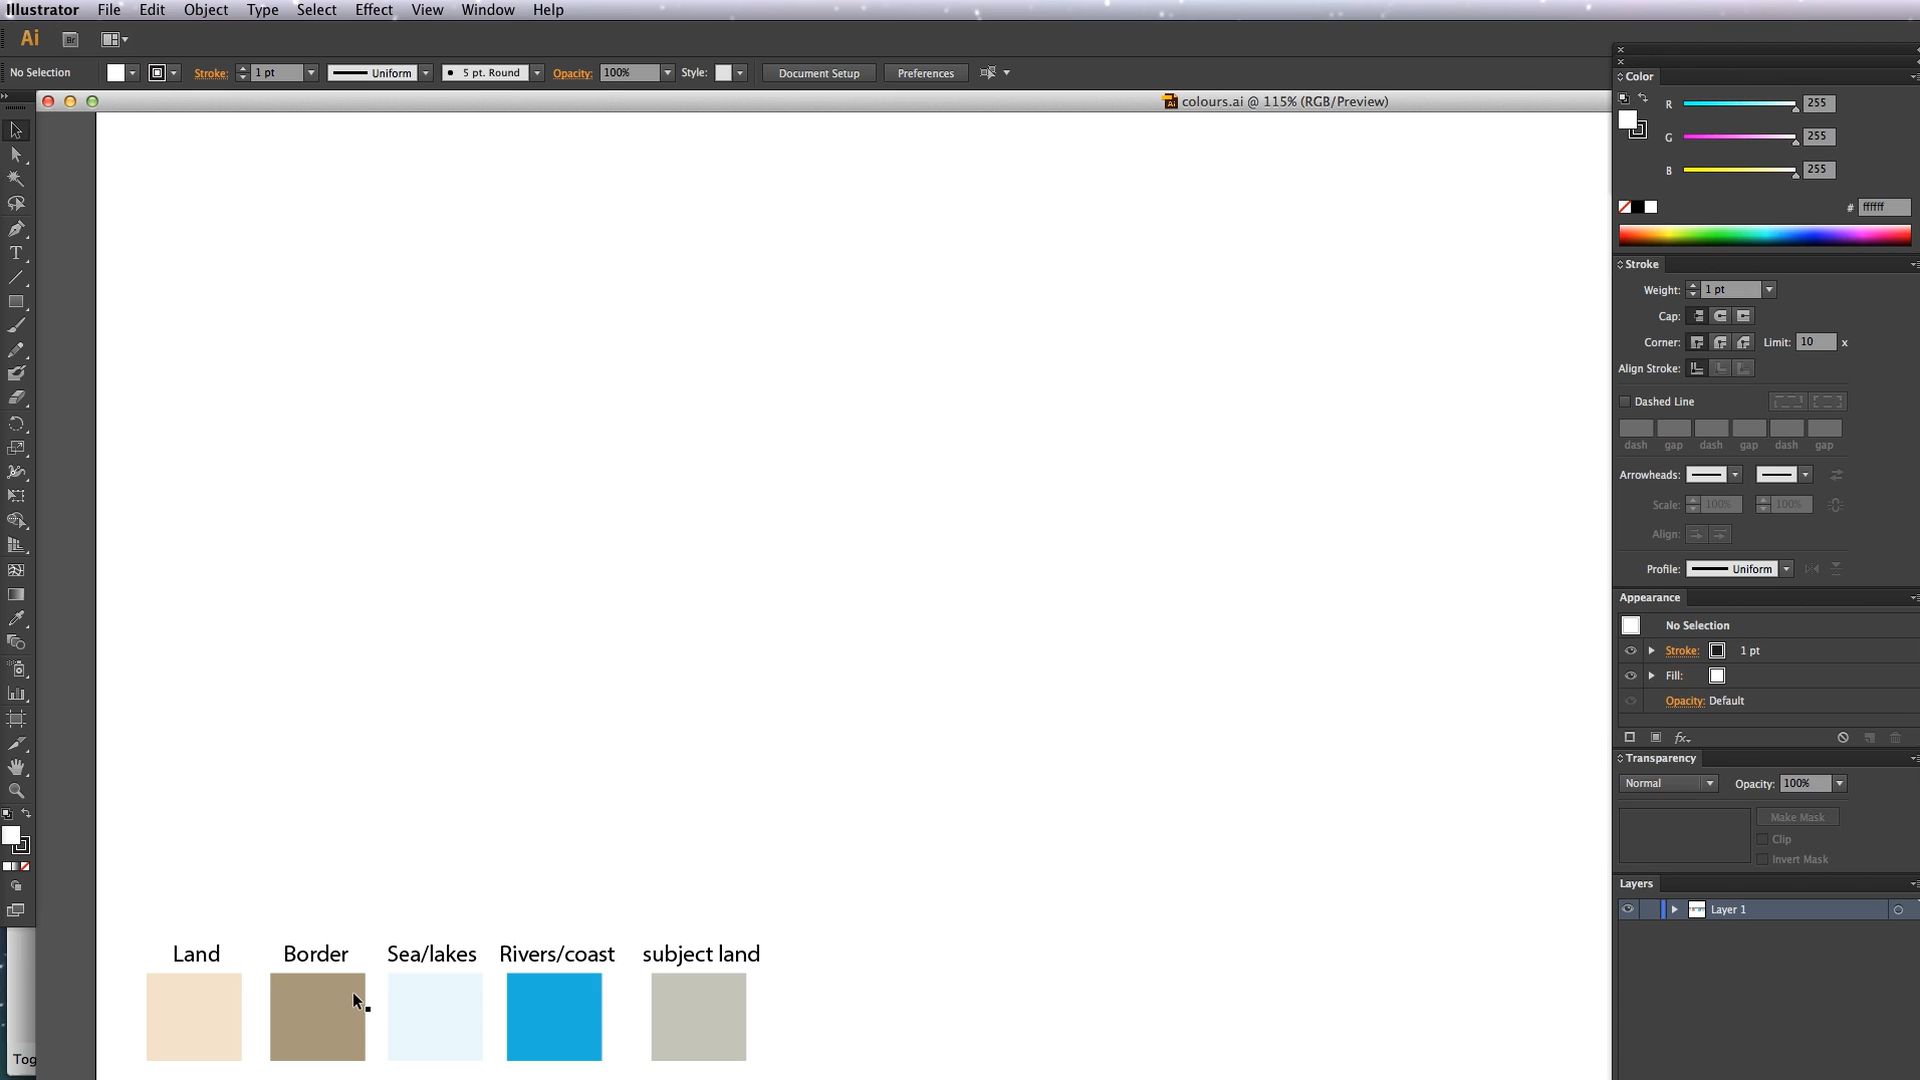 Illustrator File Edit Object Type Select Effect View Window Help
Ai Br
No Selection Stroke: 1 pt Uniform 5 pt. Round Opacity: 100% Style: Document Setup Preferences
colours.ai @ 115% (RGB/Preview)
Color
R 255
G 255
B 255
# ffffff
Stroke
Weight: 1 pt
Cap:
Corner: Limit: 10 x
Align Stroke:
Dashed Line
dash gap dash gap dash gap
Arrowheads:
Scale: 100% 100%
Align:
Profile: Uniform
Appearance
No Selection
Stroke: 1 pt
Fill:
Opacity: Default
fx
Transparency
Normal Opacity: 100%
Make Mask
Clip
Invert Mask
Layers
Layer 1
Land Border Sea/lakes Rivers/coast subject land
Tog